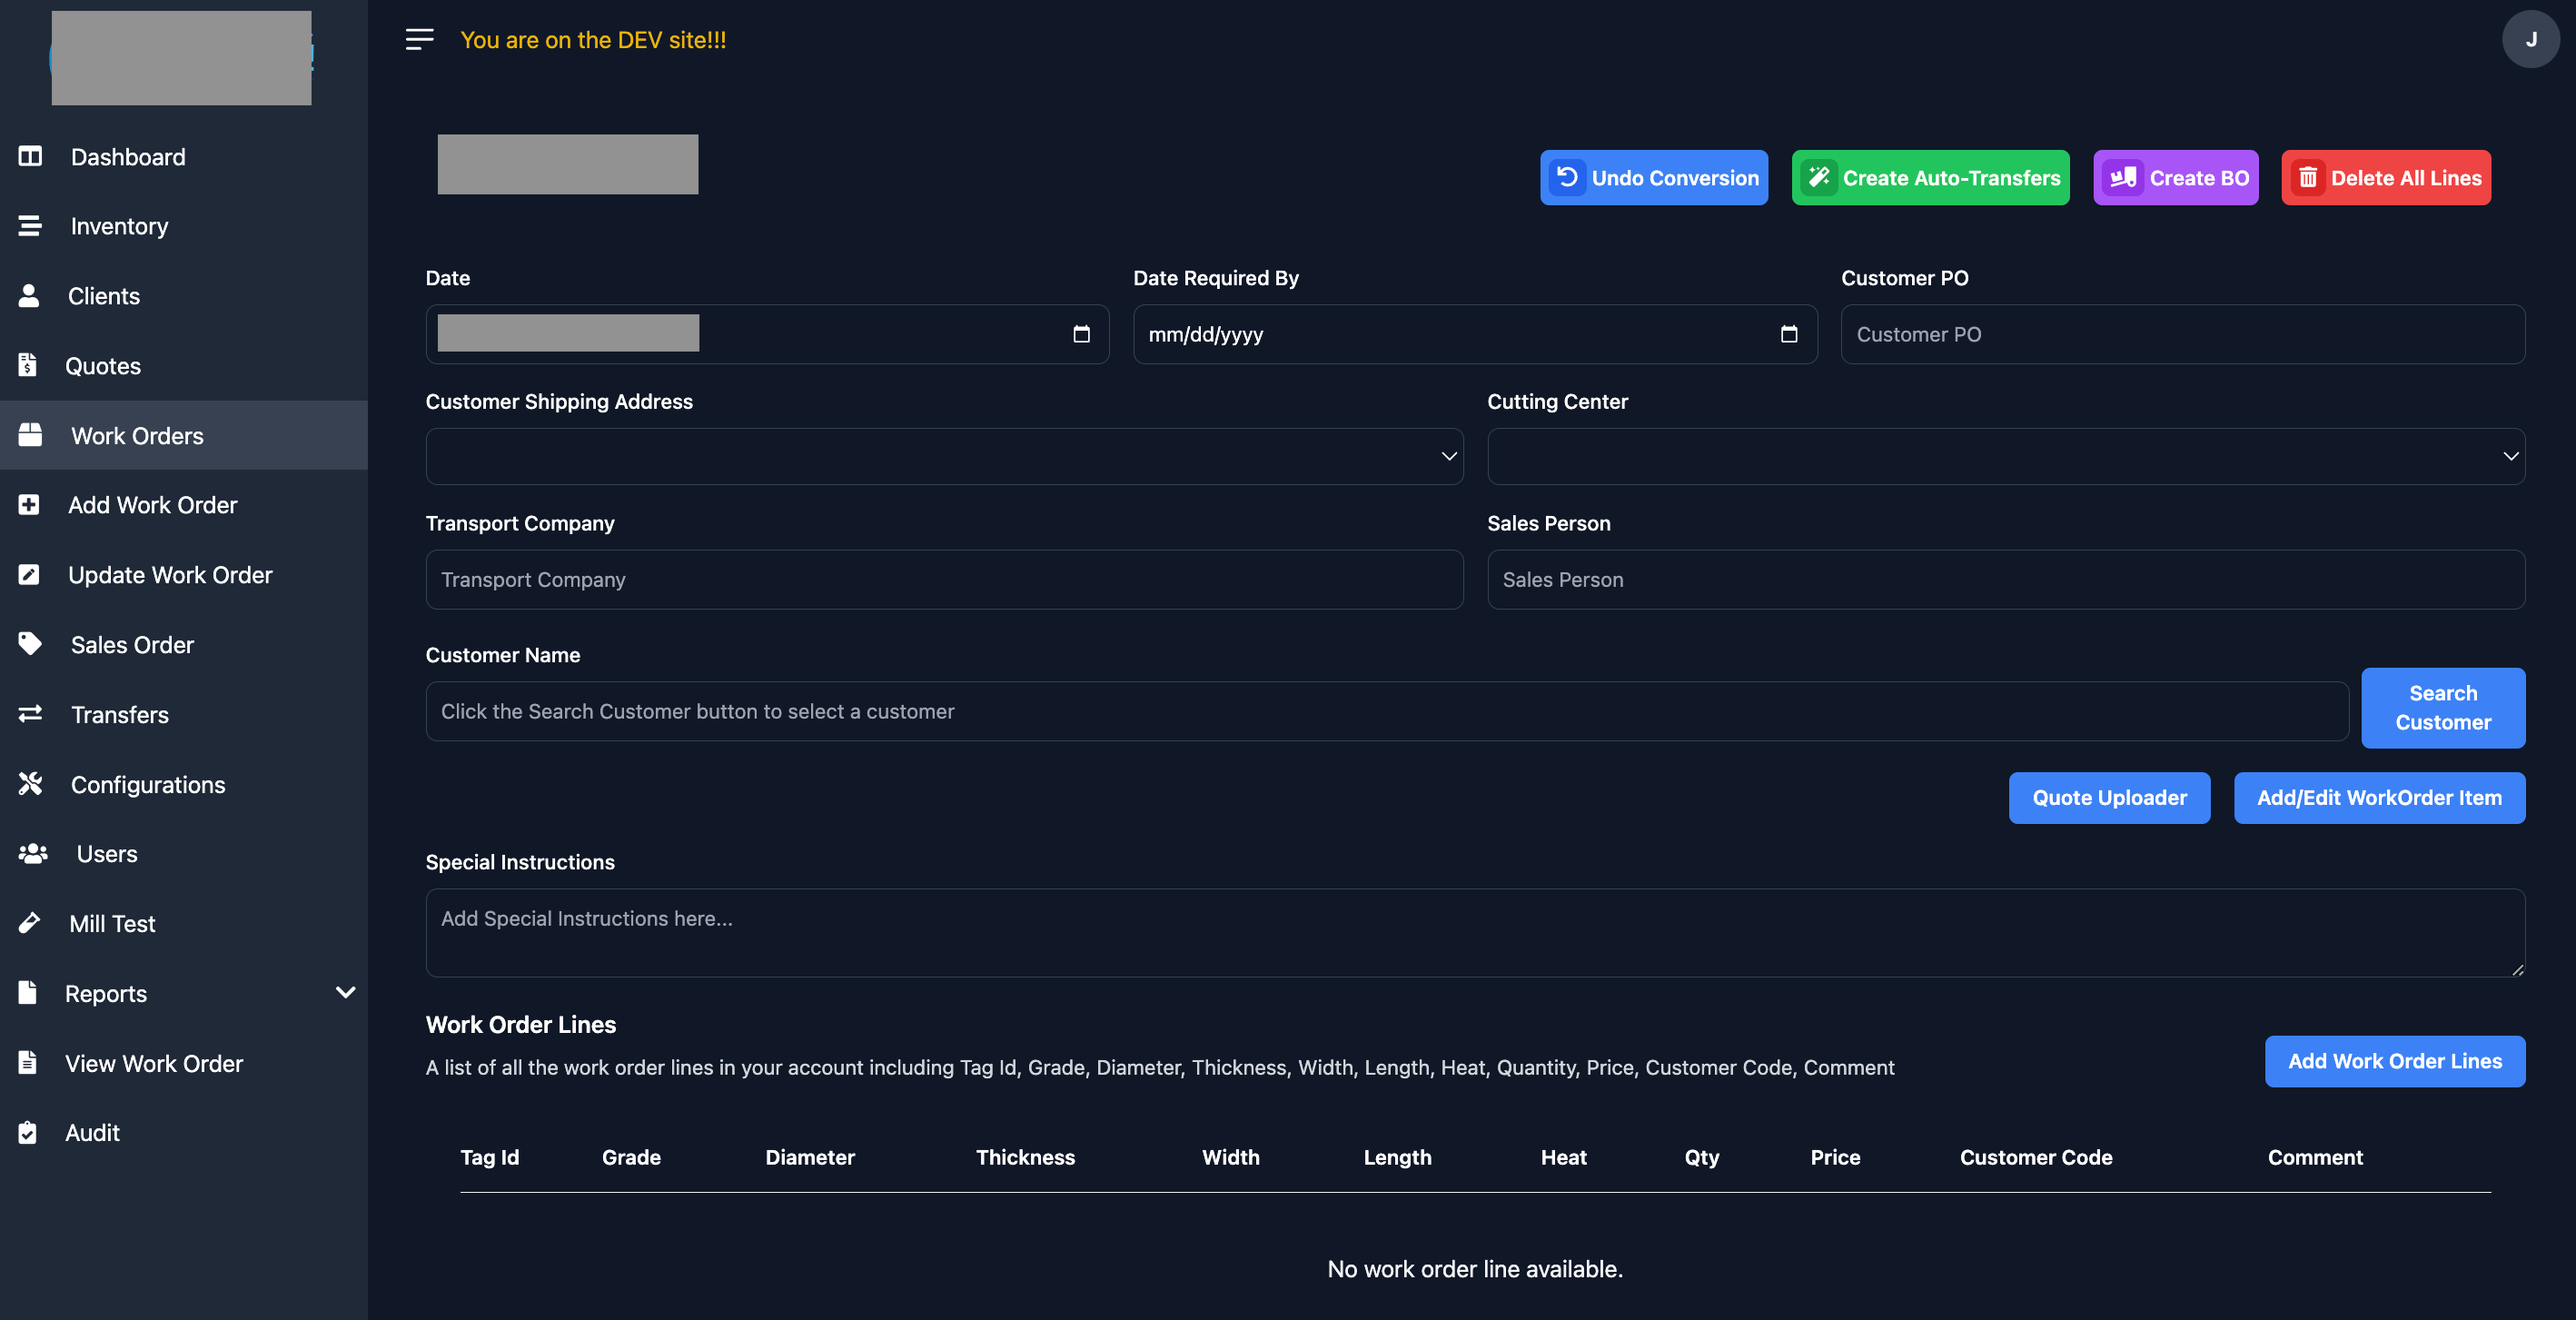 You are on the DEV site!!!
J
Dashboard
Inventory
Clients
Quotes
Work Orders
Add Work Order
Update Work Order
Sales Order
Transfers
Configurations
Users
Mill Test
Reports
View Work Order
Audit
Undo Conversion
Create Auto-Transfers
Create BO
Delete All Lines
Date
Date Required By
mm/dd/yyyy
Customer PO
Customer PO
Customer Shipping Address
Cutting Center
Transport Company
Transport Company
Sales Person
Sales Person
Customer Name
Click the Search Customer button to select a customer
Search
Customer
Quote Uploader
Add/Edit WorkOrder Item
Special Instructions
Add Special Instructions here...
Work Order Lines
A list of all the work order lines in your account including Tag Id, Grade, Diameter, Thickness, Width, Length, Heat, Quantity, Price, Customer Code, Comment
Add Work Order Lines
Tag Id Grade Diameter Thickness Width Length Heat Qty Price Customer Code Comment
No work order line available.